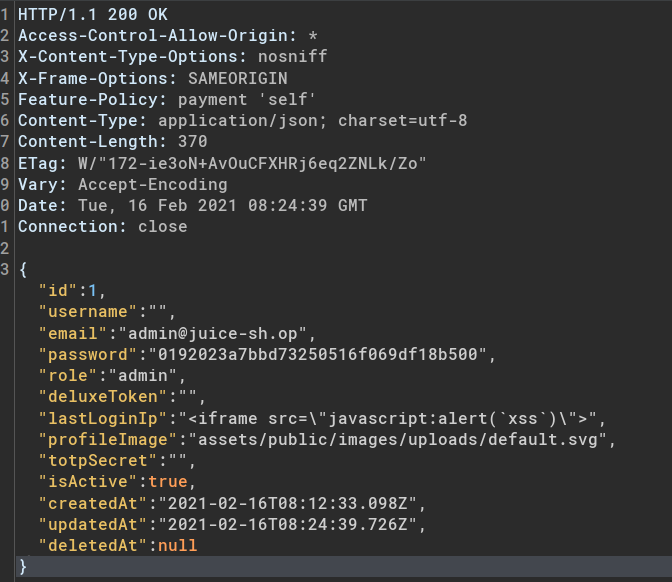 1 HTTP/1.1 200 OK
2 Access-Control-Allow-Origin: *
3 X-Content-Type-Options: nosniff
4 X-Frame-Options: SAMEORIGIN
5 Feature-Policy: payment 'self'
6 Content-Type: application/json; charset=utf-8
7 Content-Length: 370
8 ETag: W/"172-ie3oN+AvOuCFXHRj6eq2ZNLk/Zo"
9 Vary: Accept-Encoding
0 Date: Tue, 16 Feb 2021 08:24:39 GMT
1 Connection: close
2
3 {
"id":1,
"username":"",
"email":"admin@juice-sh.op",
"password":"0192023a7bbd73250516f069df18b500",
"role":"admin",
"deluxeToken":"",
"lastLoginIp":"<iframe src=\"javascript:alert(`xss`)\">",
"profileImage":"assets/public/images/uploads/default.svg",
"totpSecret":"",
"isActive":true,
"createdAt":"2021-02-16T08:12:33.098Z",
"updatedAt":"2021-02-16T08:24:39.726Z",
"deletedAt":null
}